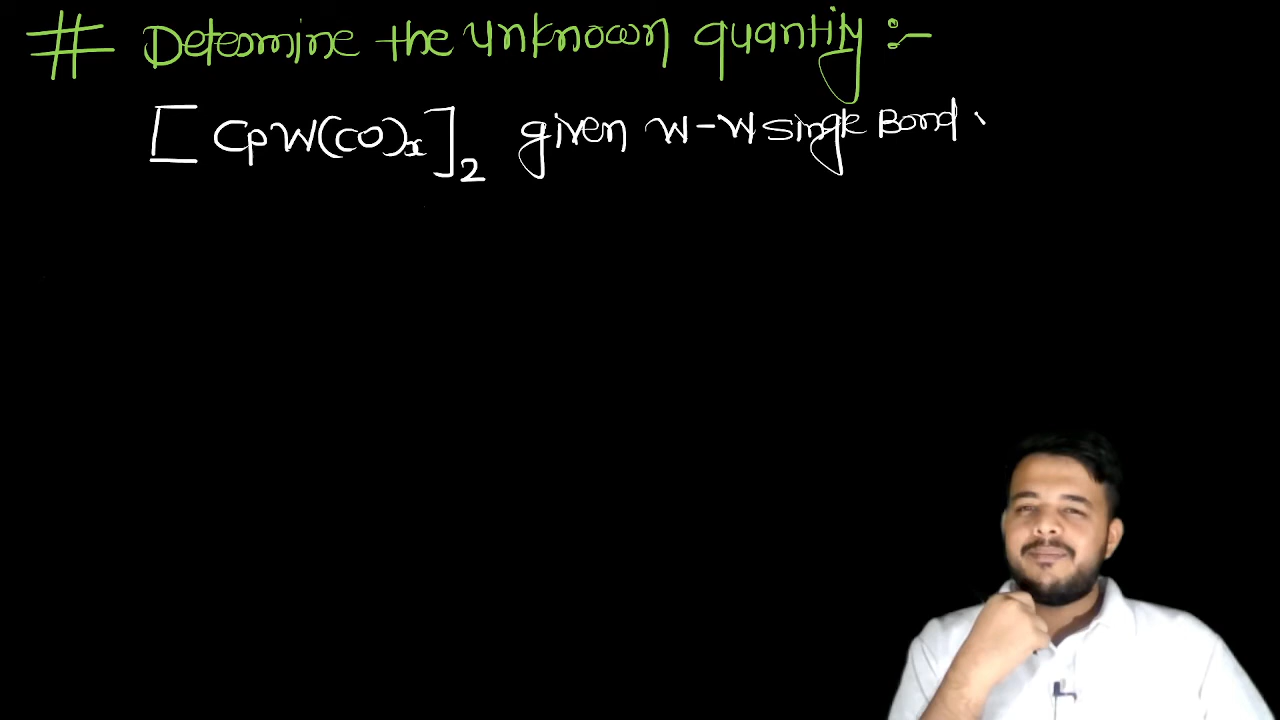 # Determine the unknown quantity :-
[CpW(CO)x]2 given W-W single Bond.